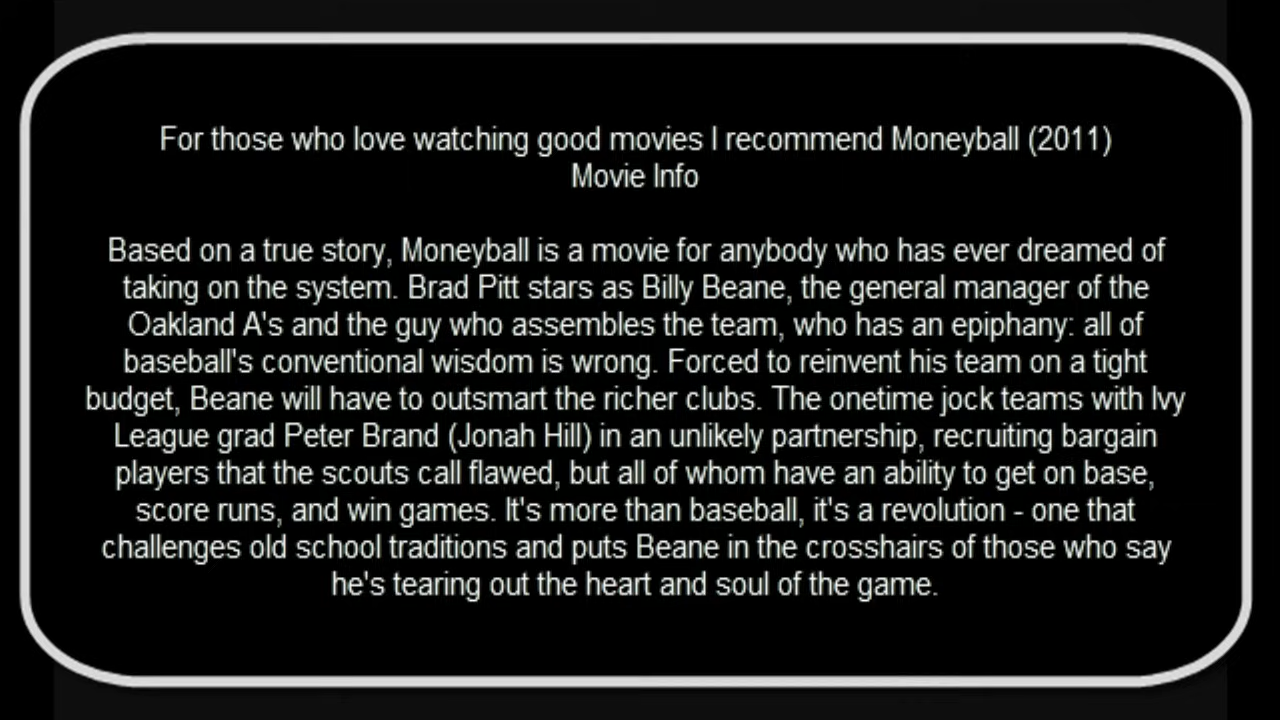 For those who love watching good movies I recommend Moneyball (2011)
Movie Info
Based on a true story, Moneyball is a movie for anybody who has ever dreamed of
taking on the system. Brad Pitt stars as Billy Beane, the general manager of the
Oakland A's and the guy who assembles the team, who has an epiphany: all of
baseball's conventional wisdom is wrong. Forced to reinvent his team on a tight
budget, Beane will have to outsmart the richer clubs. The onetime jock teams with Ivy
League grad Peter Brand (Jonah Hill) in an unlikely partnership, recruiting bargain
players that the scouts call flawed, but all of whom have an ability to get on base,
score runs, and win games. It's more than baseball, it's a revolution - one that
challenges old school traditions and puts Beane in the crosshairs of those who say
he's tearing out the heart and soul of the game.